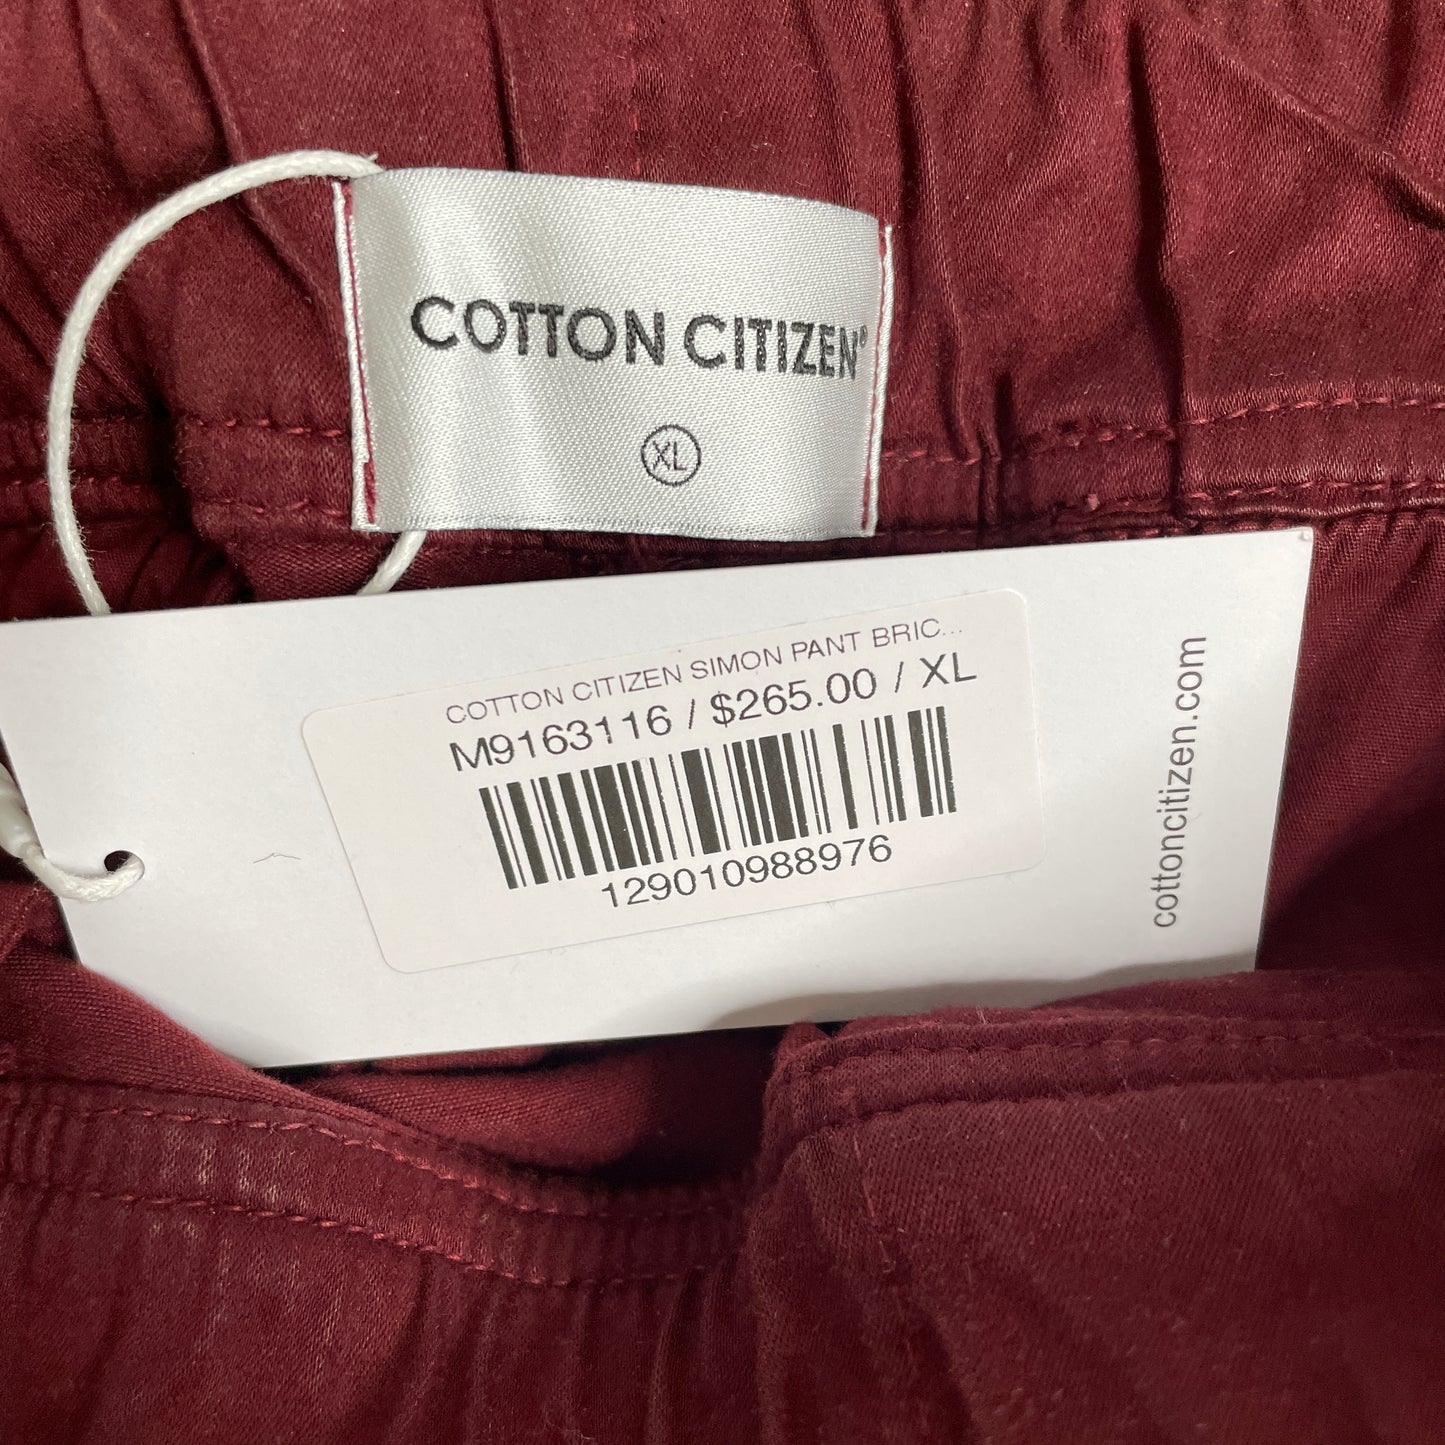 COTTON CITIZEN®
XL
COTTON CITIZEN SIMON PANT BRIC...
M9163116 / $265.00 / XL
129010988976
cottoncitizen.com